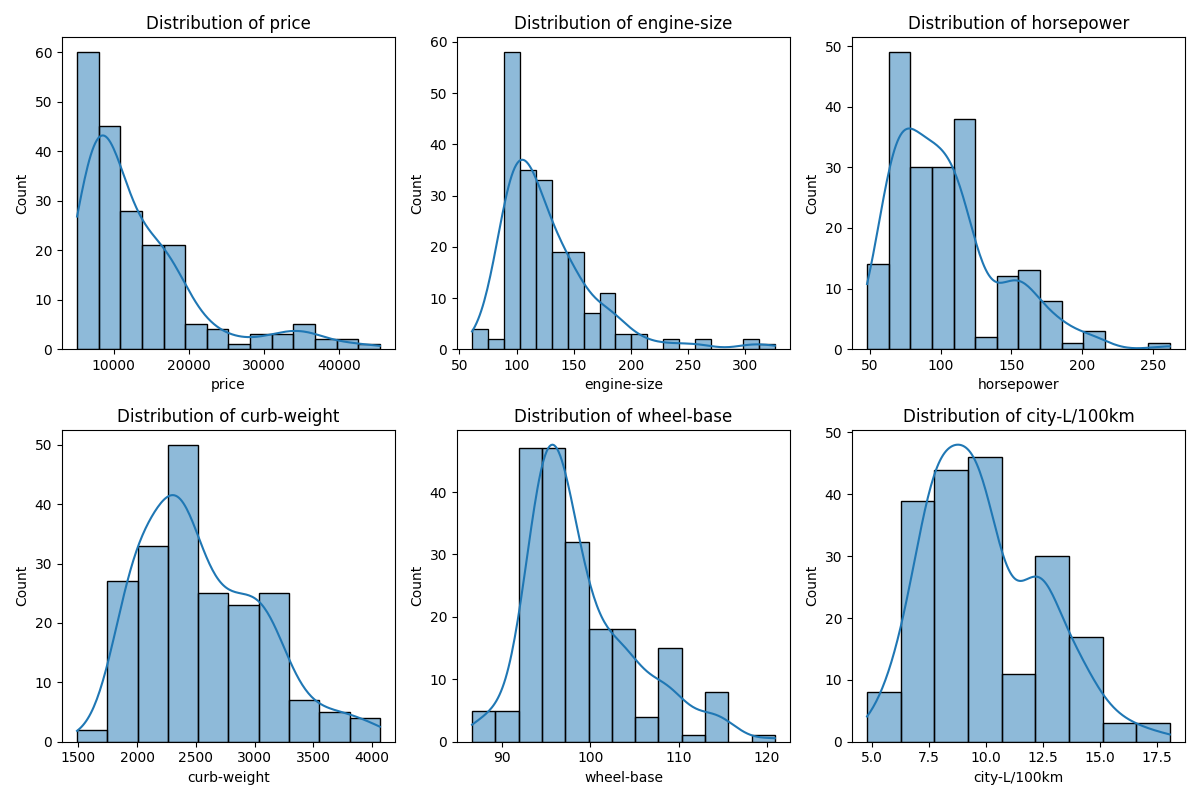 Distribution of price
60
50
40
30
20
10
0
Count
10000 20000 30000 40000
price
Distribution of engine-size
60
50
40
30
20
10
0
Count
50 100 150 200 250 300
engine-size
Distribution of horsepower
50
40
30
20
10
0
Count
50 100 150 200 250
horsepower
Distribution of curb-weight
50
40
30
20
10
0
Count
1500 2000 2500 3000 3500 4000
curb-weight
Distribution of wheel-base
40
30
20
10
0
Count
90 100 110 120
wheel-base
Distribution of city-L/100km
50
40
30
20
10
0
Count
5.0 7.5 10.0 12.5 15.0 17.5
city-L/100km